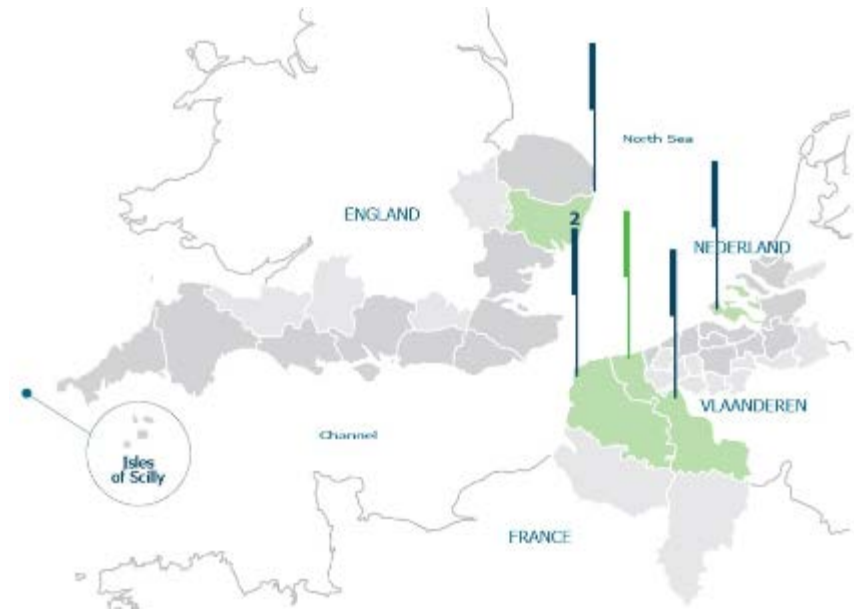 North Sea
ENGLAND
2
NEDERLAND
VLAANDEREN
Channel
Isles
of Scilly
FRANCE